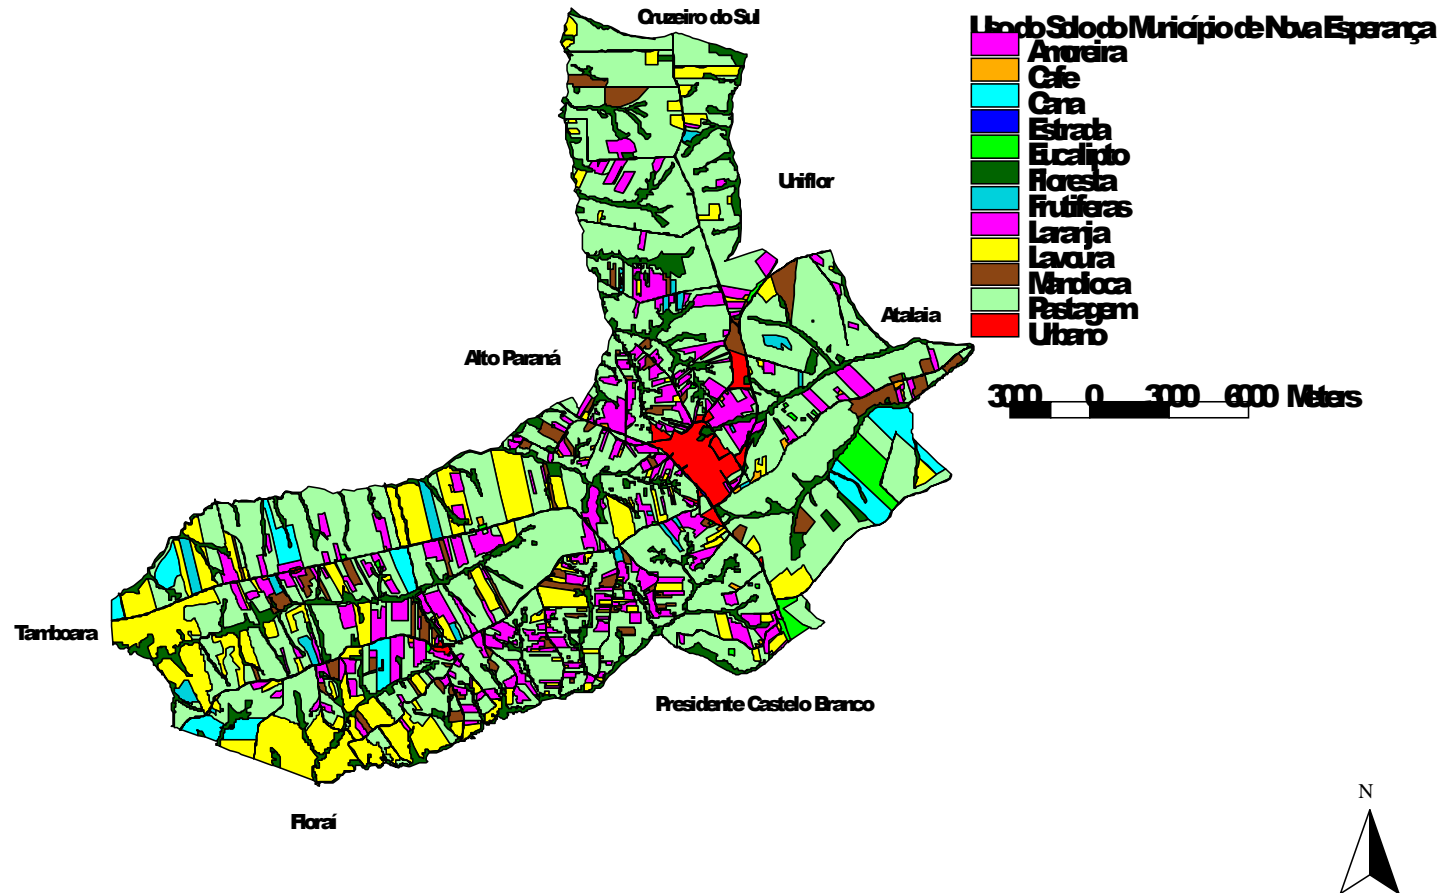 Cruzeiro do Sul
Uso do Solo do Município de Nova Esperança
Amoreira
Cafe
Cana
Estrada
Eucalipto
Floresta
Frutiferas
Laranja
Lavoura
Mandioca
Pastagem
Urbano
Uniflor
Atalaia
Alto Paraná
3000 0 3000 6000 Meters
Tamboara
Presidente Castelo Branco
Floraí
N